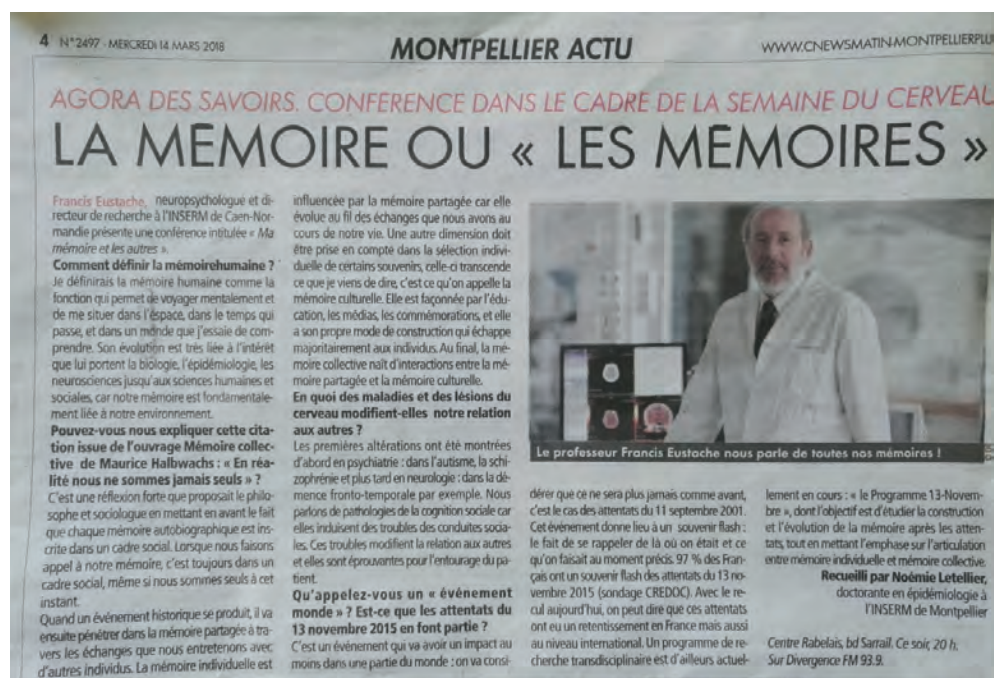 4 N°2497 - MERCREDI 14 MARS 2018
MONTPELLIER ACTU
WWW.CNEWSMATIN-MONTPELLIERPLU
AGORA DES SAVOIRS. CONFÉRENCE DANS LE CADRE DE LA SEMAINE DU CERVEAU
LA MÉMOIRE OU « LES MÉMOIRES »
Francis Eustache, neuropsychologue et di-
recteur de recherche à l'INSERM de Caen-Nor-
mandie présente une conférence intitulée « Ma
mémoire et les autres ».
Comment définir la mémoirehumaine ?
Je définirais la mémoire humaine comme la
fonction qui permet de voyager mentalement et
de me situer dans l'espace, dans le temps qui
passe, et dans un monde que j'essaie de com-
prendre. Son évolution est très liée à l'intérêt
que lui portent la biologie, l'épidémiologie, les
neurosciences jusqu'aux sciences humaines et
sociales, car notre mémoire est fondamentale-
ment liée à notre environnement.
Pouvez-vous nous expliquer cette cita-
tion issue de l'ouvrage Mémoire collec-
tive de Maurice Halbwachs : « En réa-
lité nous ne sommes jamais seuls » ?
C'est une réflexion forte que proposait le philo-
sophe et sociologue en mettant en avant le fait
que chaque mémoire autobiographique est ins-
crite dans un cadre social. Lorsque nous faisons
appel à notre mémoire, c'est toujours dans un
cadre social, même si nous sommes seuls à cet
instant.
Quand un événement historique se produit, il va
ensuite pénétrer dans la mémoire partagée à tra-
vers les échanges que nous entretenons avec
d'autres individus. La mémoire individuelle est
influencée par la mémoire partagée car elle
évolue au fil des échanges que nous avons au
cours de notre vie. Une autre dimension doit
être prise en compte dans la sélection indivi-
duelle de certains souvenirs, celle-ci transcende
ce que je viens de dire, c'est ce qu'on appelle la
mémoire culturelle. Elle est façonnée par l'édu-
cation, les médias, les commémorations, et elle
a son propre mode de construction qui échappe
majoritairement aux individus. Au final, la mé-
moire collective naît d'interactions entre la mé-
moire partagée et la mémoire culturelle.
En quoi des maladies et des lésions du
cerveau modifient-elles notre relation
aux autres ?
Les premières altérations ont été montrées
d'abord en psychiatrie : dans l'autisme, la schi-
zophrénie et plus tard en neurologie : dans la dé-
mence fronto-temporale par exemple. Nous
parlons de pathologies de la cognition sociale car
elles induisent des troubles des conduites socia-
les. Ces troubles modifient la relation aux autres
et elles sont éprouvantes pour l'entourage du pa-
tient.
Qu'appelez-vous un « événement
monde » ? Est-ce que les attentats du
13 novembre 2015 en font partie ?
C'est un événement qui va avoir un impact au
moins dans une partie du monde : on va consi-
Le professeur Francis Eustache nous parle de toutes nos mémoires !
dérer que ce ne sera plus jamais comme avant,
c'est le cas des attentats du 11 septembre 2001.
Cet événement donne lieu à un souvenir flash :
le fait de se rappeler de là où on était et ce
qu'on faisait au moment précis. 97 % des Fran-
çais ont un souvenir flash des attentats du 13 no-
vembre 2015 (sondage CREDOC). Avec le re-
cul aujourd'hui, on peut dire que ces attentats
ont eu un retentissement en France mais aussi
au niveau international. Un programme de re-
cherche transdisciplinaire est d'ailleurs actuel-
lement en cours : « le Programme 13-Novem-
bre », dont l'objectif est d'étudier la construction
et l'évolution de la mémoire après les atten-
tats, tout en mettant l'emphase sur l'articulation
entre mémoire individuelle et mémoire collective.
Recueilli par Noémie Letellier,
doctorante en épidémiologie à
l'INSERM de Montpellier
Centre Rabelais, bd Sarrail. Ce soir, 20 h.
Sur Divergence FM 93.9.